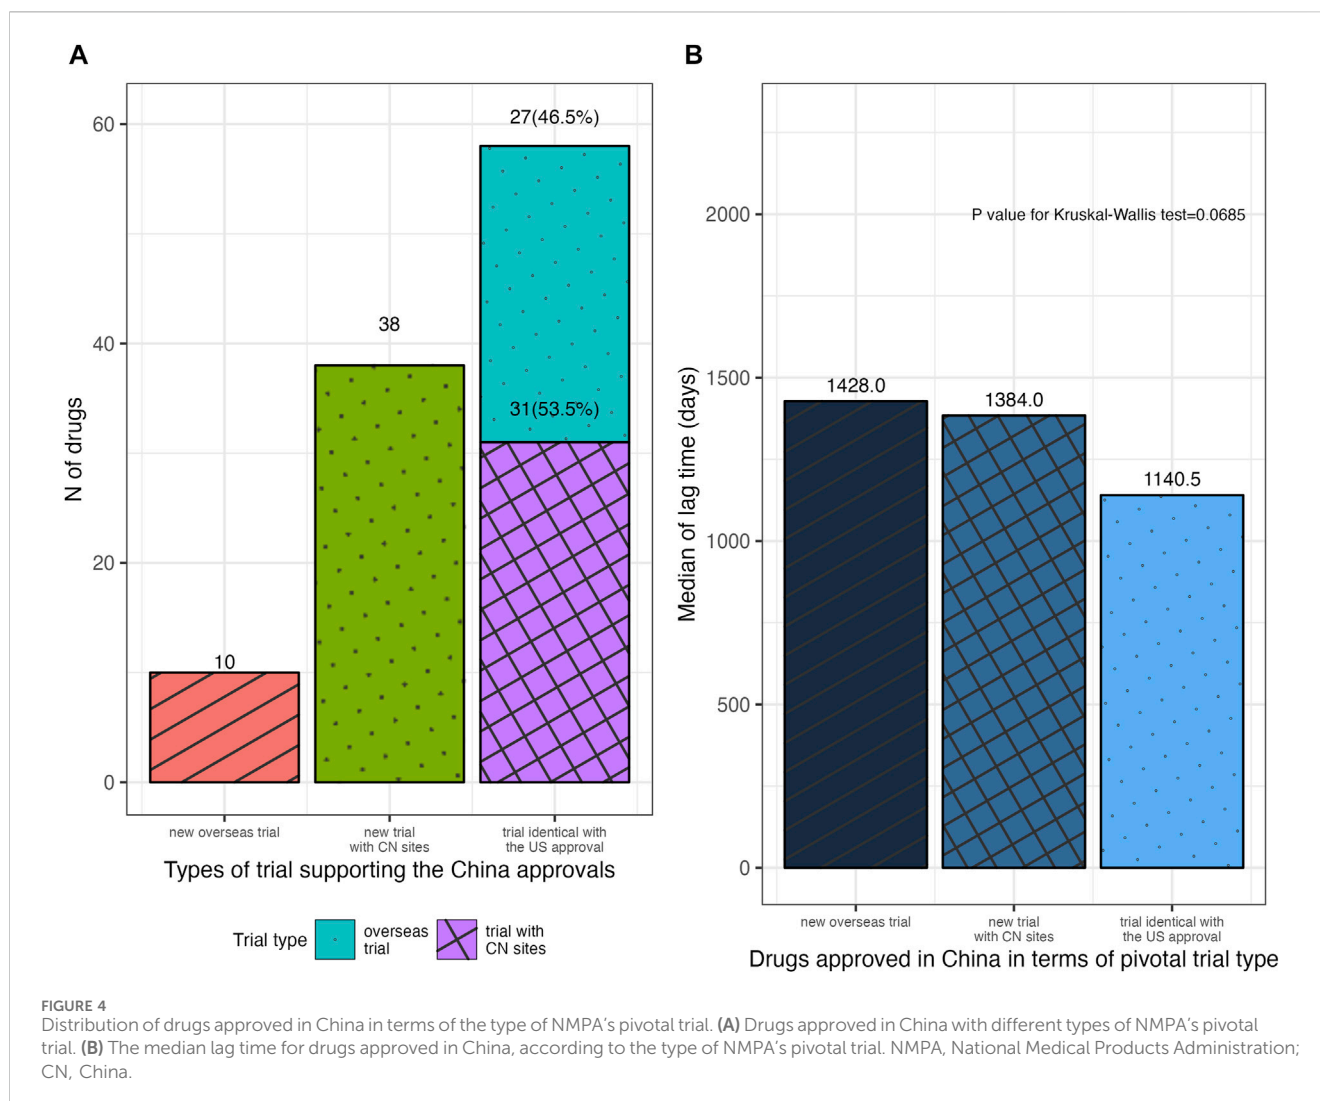 A
60
40
20
0
N of drugs
10
38
27(46.5%)
31(53.5%)
new overseas trial
new trial
with CN sites
trial identical with
the US approval
Types of trial supporting the China approvals
Trial type
overseas
trial
trial with
CN sites
B
2000
1500
1000
500
0
Median of lag time (days)
P value for Kruskal-Wallis test=0.0685
1428.0
1384.0
1140.5
new overseas trial
new trial
with CN sites
trial identical with
the US approval
Drugs approved in China in terms of pivotal trial type
FIGURE 4
Distribution of drugs approved in China in terms of the type of NMPA's pivotal trial. (A) Drugs approved in China with different types of NMPA's pivotal
trial. (B) The median lag time for drugs approved in China, according to the type of NMPA's pivotal trial. NMPA, National Medical Products Administration;
CN, China.